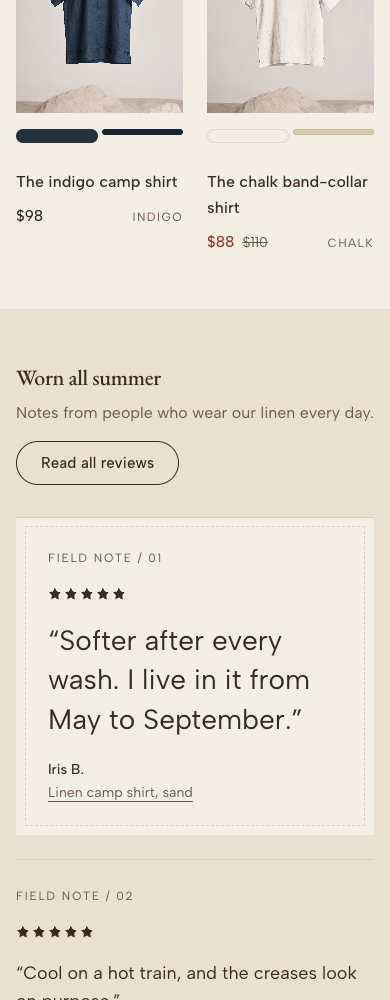 The indigo camp shirt
$98 INDIGO
The chalk band-collar
shirt
$88 $110 CHALK
Worn all summer
Notes from people who wear our linen every day.
Read all reviews
FIELD NOTE / 01
“Softer after every
wash. I live in it from
May to September.”
Iris B.
Linen camp shirt, sand
FIELD NOTE / 02
“Cool on a hot train, and the creases look
on purpose.”